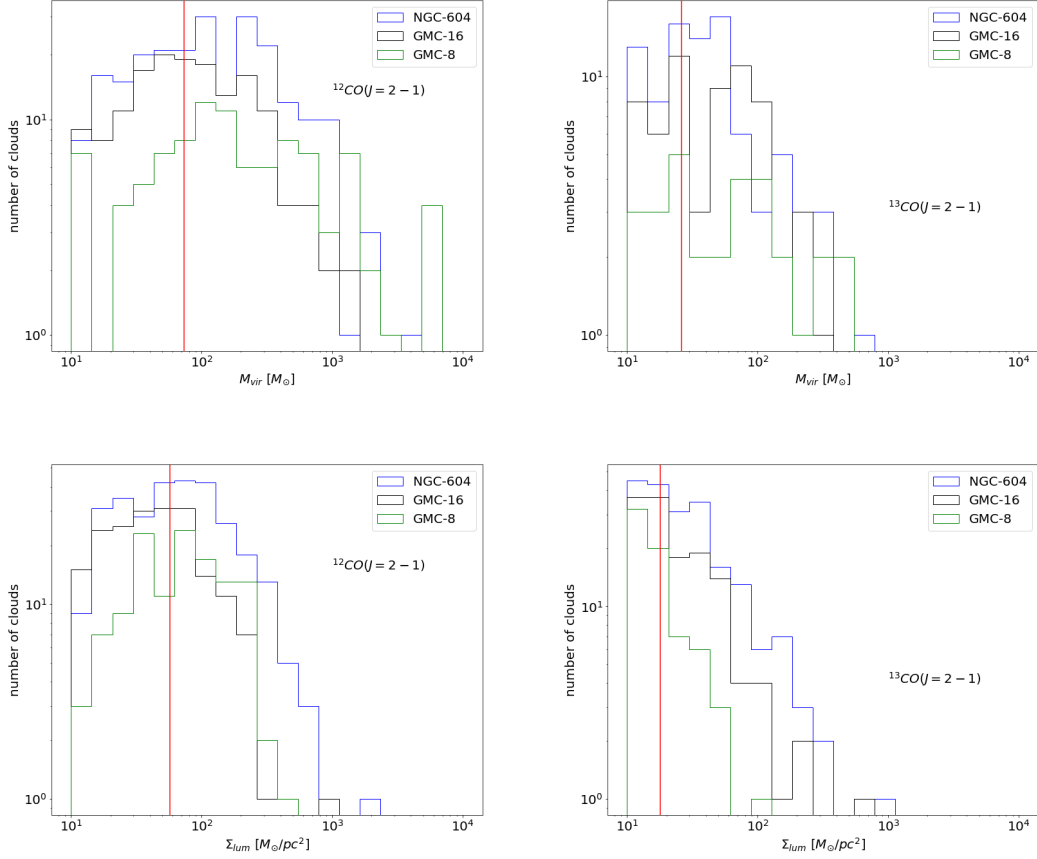 NGC-604
GMC-16
GMC-8
¹²CO(J = 2 − 1)
number of clouds
10¹
10⁰
10¹
10²
10³
10⁴
M_vir [M_⊙]
NGC-604
GMC-16
GMC-8
¹³CO(J = 2 − 1)
number of clouds
10¹
10⁰
10¹
10²
10³
10⁴
M_vir [M_⊙]
NGC-604
GMC-16
GMC-8
¹²CO(J = 2 − 1)
number of clouds
10¹
10⁰
10¹
10²
10³
10⁴
Σ_lum [M_⊙/pc²]
NGC-604
GMC-16
GMC-8
¹³CO(J = 2 − 1)
number of clouds
10¹
10⁰
10¹
10²
10³
10⁴
Σ_lum [M_⊙/pc²]